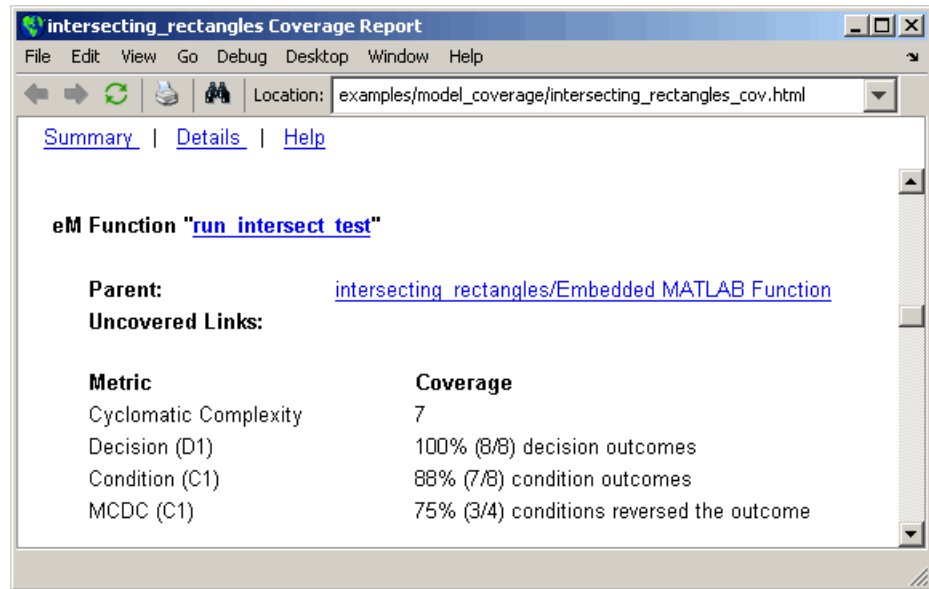 intersecting_rectangles Coverage Report
File Edit View Go Debug Desktop Window Help
Location: examples/model_coverage/intersecting_rectangles_cov.html
Summary | Details | Help
eM Function "run_intersect_test"
Parent: intersecting_rectangles/Embedded MATLAB Function
Uncovered Links:
Metric Coverage
Cyclomatic Complexity 7
Decision (D1) 100% (8/8) decision outcomes
Condition (C1) 88% (7/8) condition outcomes
MCDC (C1) 75% (3/4) conditions reversed the outcome